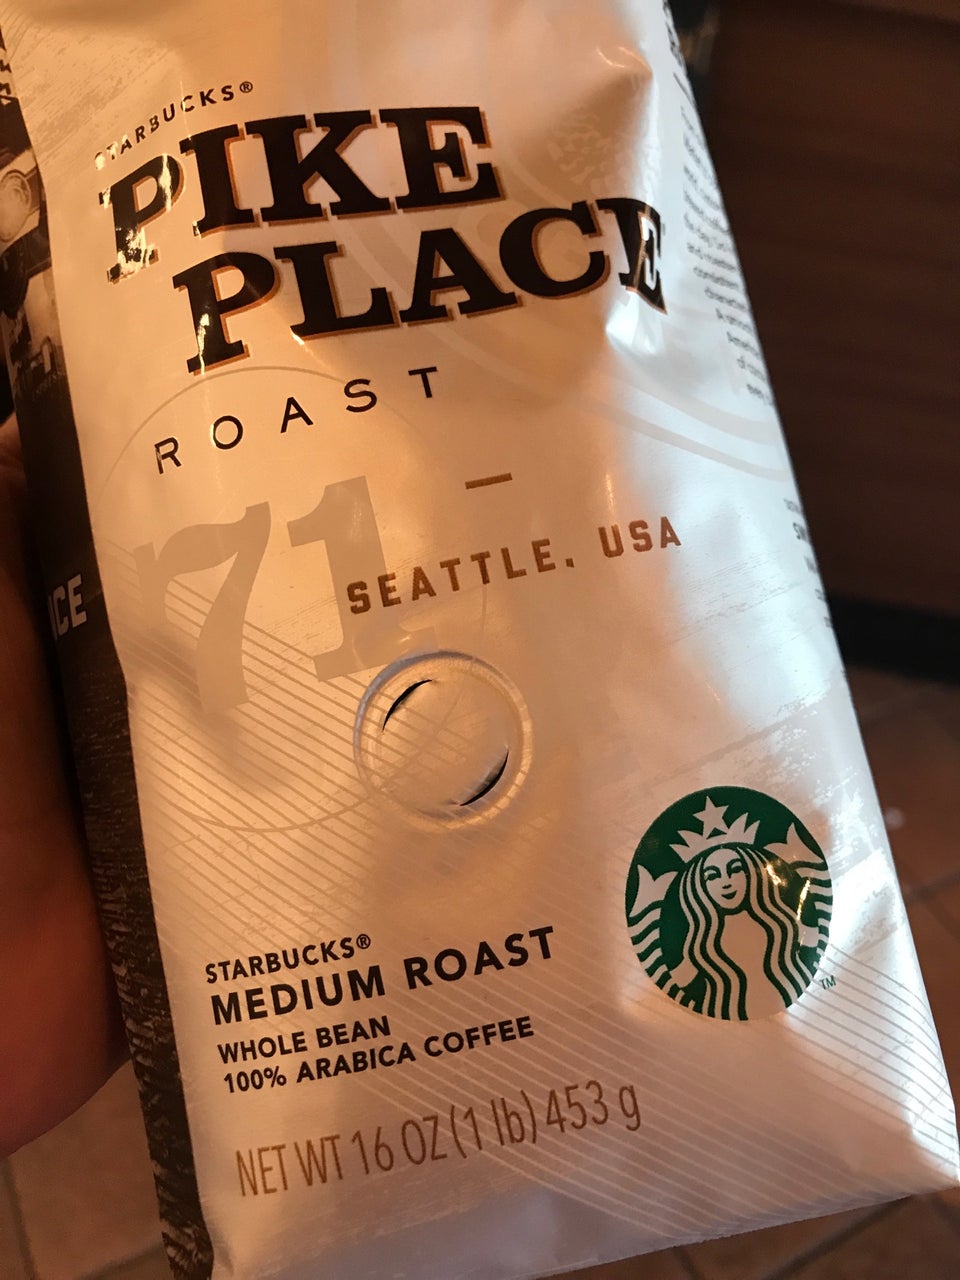 STARBUCKS®
PIKE
PLACE
ROAST
71
SEATTLE, USA
STARBUCKS®
MEDIUM ROAST
WHOLE BEAN
100% ARABICA COFFEE
NET WT 16 OZ (1 lb) 453 g
TM